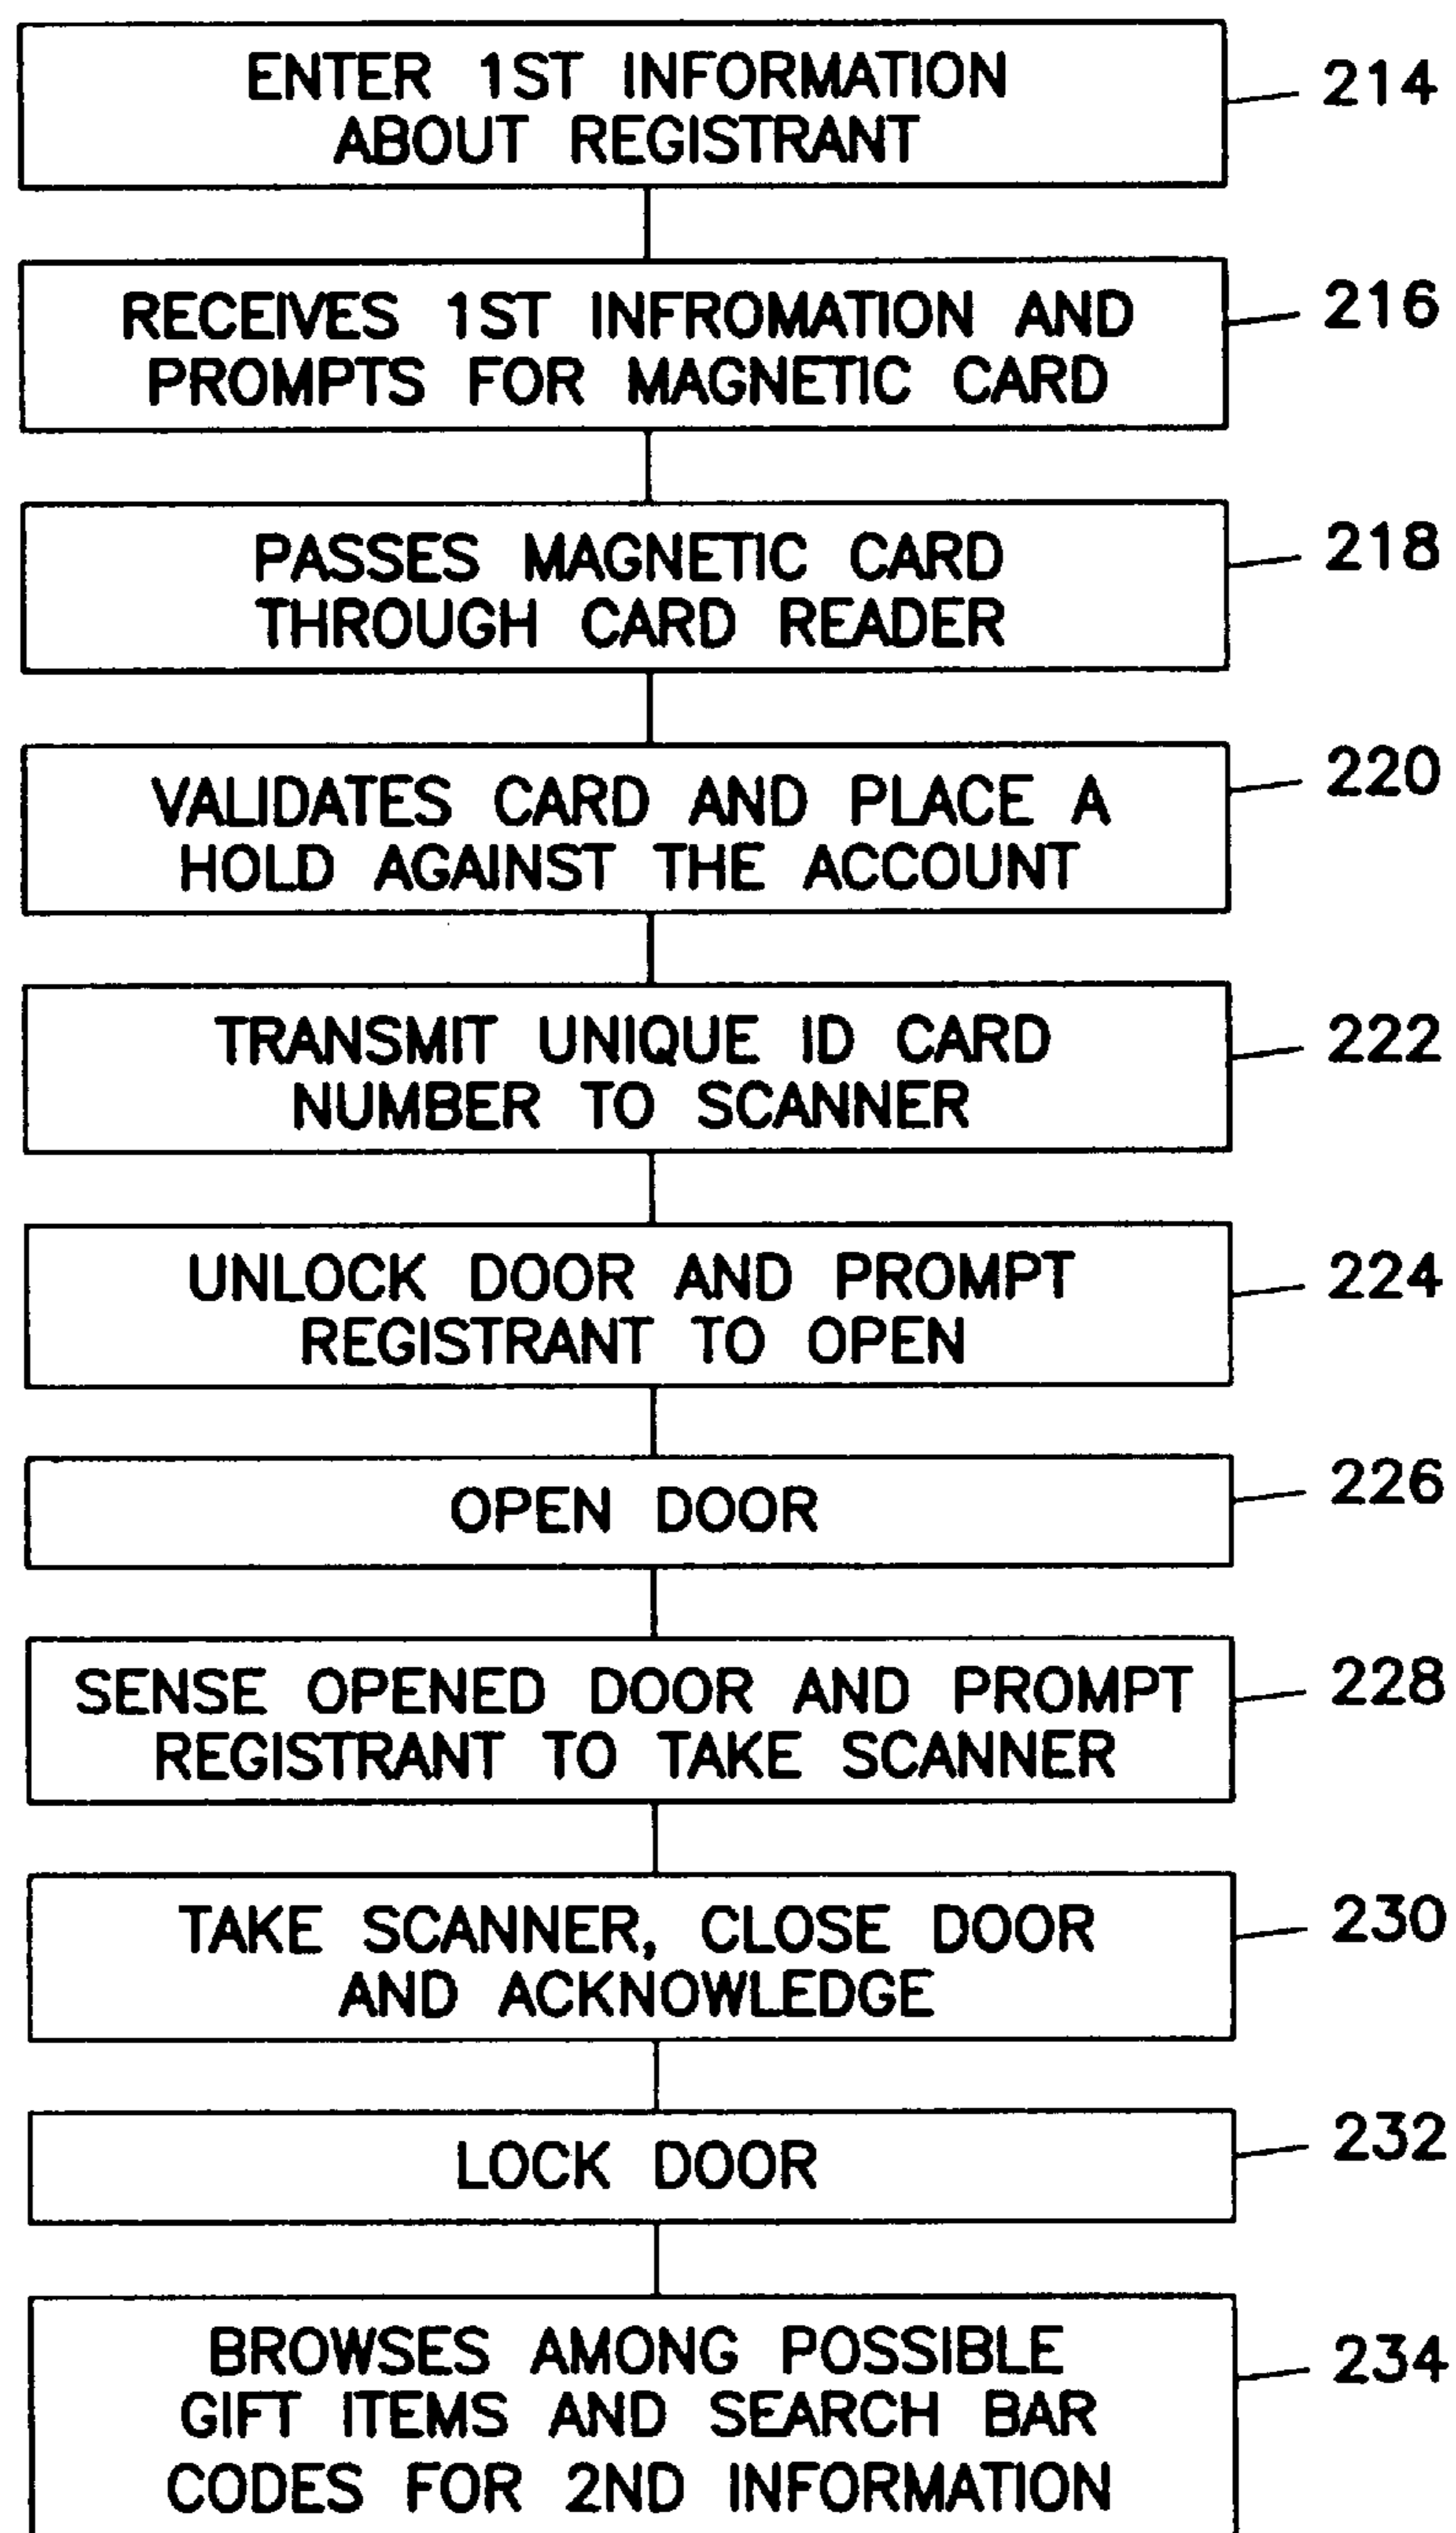 ENTER 1ST INFORMATION
ABOUT REGISTRANT
214
RECEIVES 1ST INFROMATION AND
PROMPTS FOR MAGNETIC CARD
216
PASSES MAGNETIC CARD
THROUGH CARD READER
218
VALIDATES CARD AND PLACE A
HOLD AGAINST THE ACCOUNT
220
TRANSMIT UNIQUE ID CARD
NUMBER TO SCANNER
222
UNLOCK DOOR AND PROMPT
REGISTRANT TO OPEN
224
OPEN DOOR
226
SENSE OPENED DOOR AND PROMPT
REGISTRANT TO TAKE SCANNER
228
TAKE SCANNER, CLOSE DOOR
AND ACKNOWLEDGE
230
LOCK DOOR
232
BROWSES AMONG POSSIBLE
GIFT ITEMS AND SEARCH BAR
CODES FOR 2ND INFORMATION
234